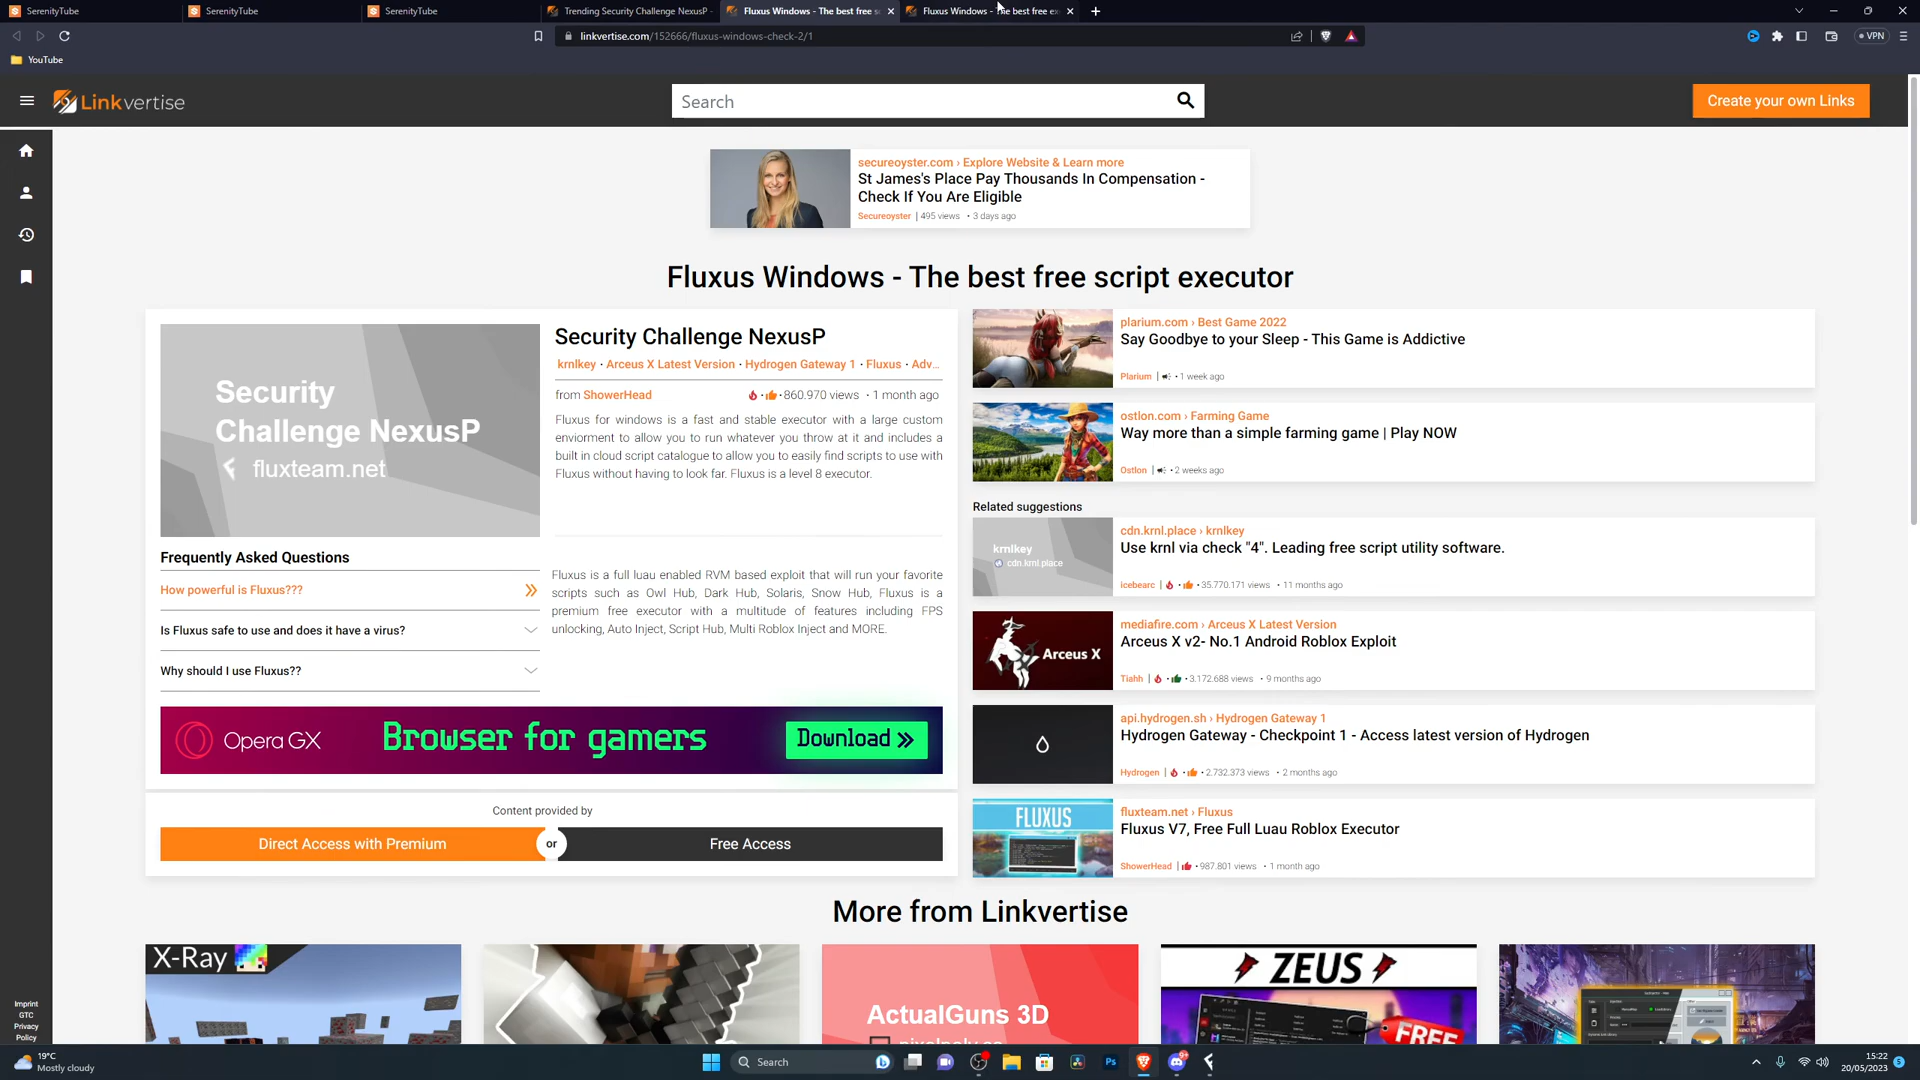 SerenityTube
SerenityTube
SerenityTube
Trending Security Challenge NexusP
Fluxus Windows - The best free s
Fluxus Windows - The best free ex
linkvertise.com/152666/fluxus-windows-check-2/1
VPN
YouTube
Linkvertise
Search
Create your own Links
secureoyster.com › Explore Website & Learn more
St James's Place Pay Thousands In Compensation -
Check If You Are Eligible
Secureoyster | 495 views • 3 days ago
Fluxus Windows - The best free script executor
Security
Challenge NexusP
fluxteam.net
Security Challenge NexusP
krnlkey • Arceus X Latest Version • Hydrogen Gateway 1 • Fluxus • Adv...
from ShowerHead
• 860.970 views • 1 month ago
Fluxus for windows is a fast and stable executor with a large custom
enviorment to allow you to run whatever you throw at it and includes a
built in cloud script catalogue to allow you to easily find scripts to use with
Fluxus without having to look far. Fluxus is a level 8 executor.
Fluxus is a full luau enabled RVM based exploit that will run your favorite
scripts such as Owl Hub, Dark Hub, Solaris, Snow Hub, Fluxus is a
premium free executor with a multitude of features including FPS
unlocking, Auto Inject, Script Hub, Multi Roblox Inject and MORE.
Frequently Asked Questions
How powerful is Fluxus???
Is Fluxus safe to use and does it have a virus?
Why should I use Fluxus??
Opera GX
Browser for gamers
Download »
Content provided by
Direct Access with Premium
or
Free Access
plarium.com › Best Game 2022
Say Goodbye to your Sleep - This Game is Addictive
Plarium | • 1 week ago
ostlon.com › Farming Game
Way more than a simple farming game | Play NOW
Ostlon | • 2 weeks ago
Related suggestions
krnlkey
cdn.krnl.place
cdn.krnl.place › krnlkey
Use krnl via check "4". Leading free script utility software.
icebearc | • 35.770.171 views • 11 months ago
Arceus X
mediafire.com › Arceus X Latest Version
Arceus X v2- No.1 Android Roblox Exploit
Tiahh | • 3.172.688 views • 9 months ago
api.hydrogen.sh › Hydrogen Gateway 1
Hydrogen Gateway - Checkpoint 1 - Access latest version of Hydrogen
Hydrogen | • 2.732.373 views • 2 months ago
FLUXUS
fluxteam.net › Fluxus
Fluxus V7, Free Full Luau Roblox Executor
ShowerHead | • 987.801 views • 1 month ago
More from Linkvertise
X-Ray
ActualGuns 3D
ZEUS
FREE
Imprint
GTC
Privacy
Policy
19°C
Mostly cloudy
Search
Ps
15:22
20/05/2023
5